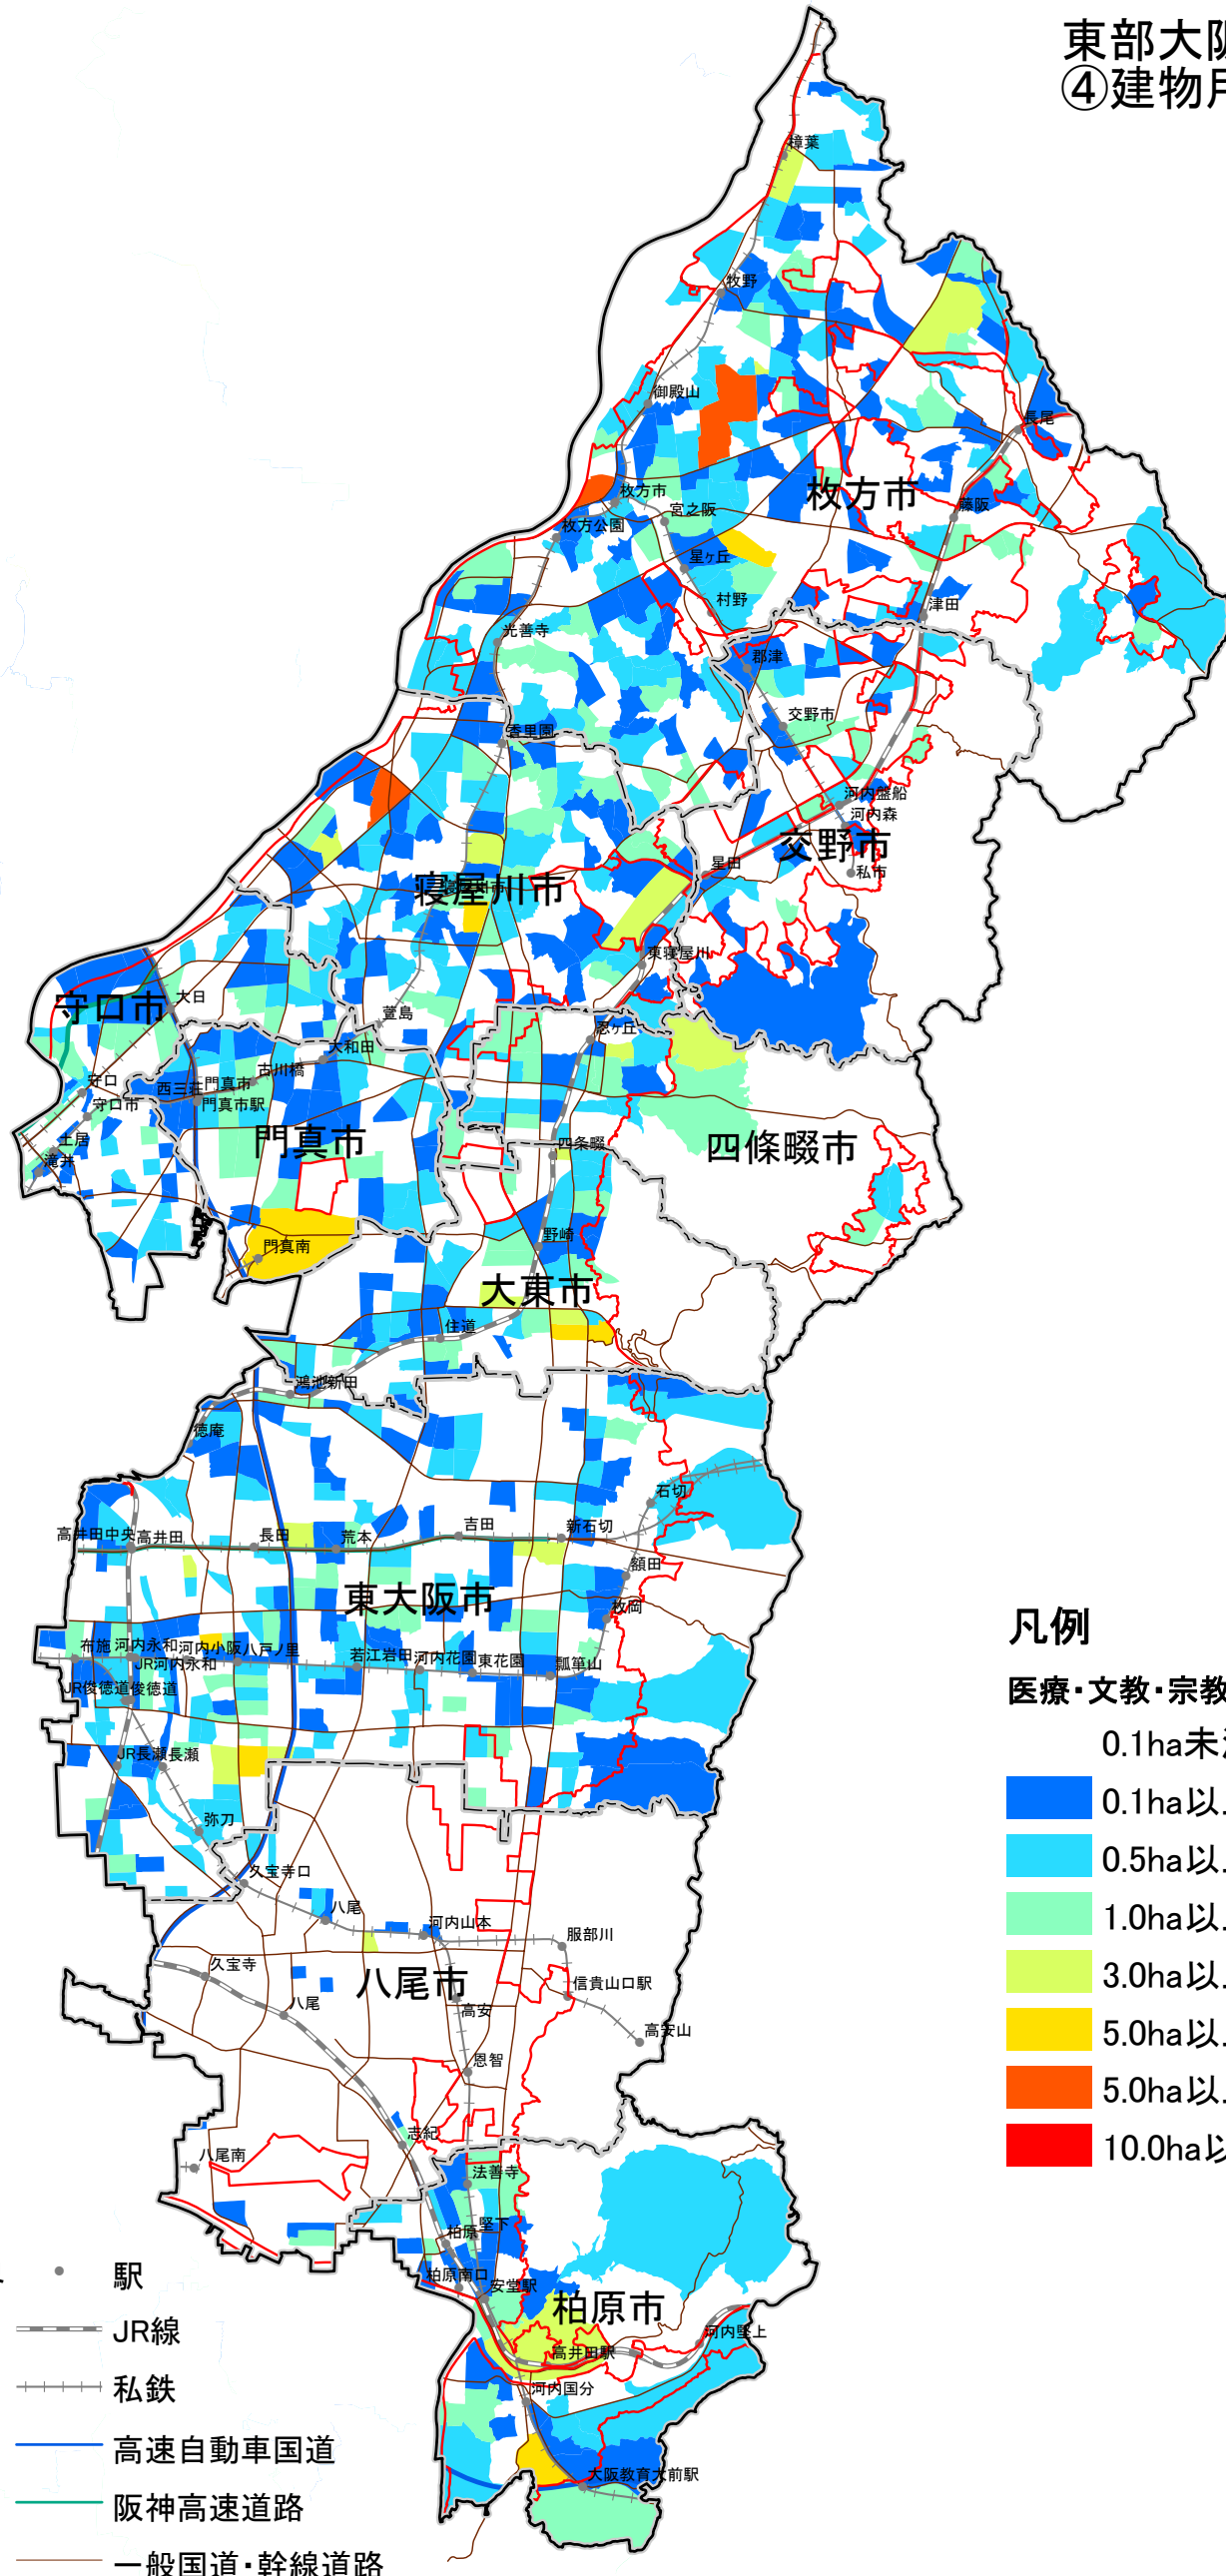 東部大阪
④建物用
樟葉
牧野
御殿山
長尾
枚方市
枚方市
宮之阪
藤阪
枚方公園
星ヶ丘
村野
津田
光善寺
郡津
交野市
香里園
河内磐船
河内森
交野市
星田
私市
寝屋川市
東寝屋川
守口市
大日
萱島
忍ヶ丘
大和田
古川橋
西三荘
門真市
門真市駅
守口
守口市
土居
滝井
門真市
四条畷
四條畷市
門真南
野崎
大東市
住道
鴻池新田
徳庵
石切
高井田中央
高井田
長田
荒本
吉田
新石切
額田
東大阪市
枚岡
布施
河内永和
河内小阪
八戸ノ里
JR河内永和
若江岩田
河内花園
東花園
瓢箪山
JR俊徳道
俊徳道
JR長瀬
長瀬
弥刀
久宝寺口
八尾
河内山本
服部川
久宝寺
八尾市
信貴山口駅
八尾
高安
高安山
恩智
志紀
八尾南
法善寺
柏原
堅下
柏原南口
安堂駅
柏原市
高井田駅
河内堅上
河内国分
大阪教育大前駅
凡例
医療・文教・宗教
0.1ha未満
0.1ha以上
0.5ha以上
1.0ha以上
3.0ha以上
5.0ha以上
5.0ha以上
10.0ha以
駅
JR線
私鉄
高速自動車国道
阪神高速道路
一般国道・幹線道路